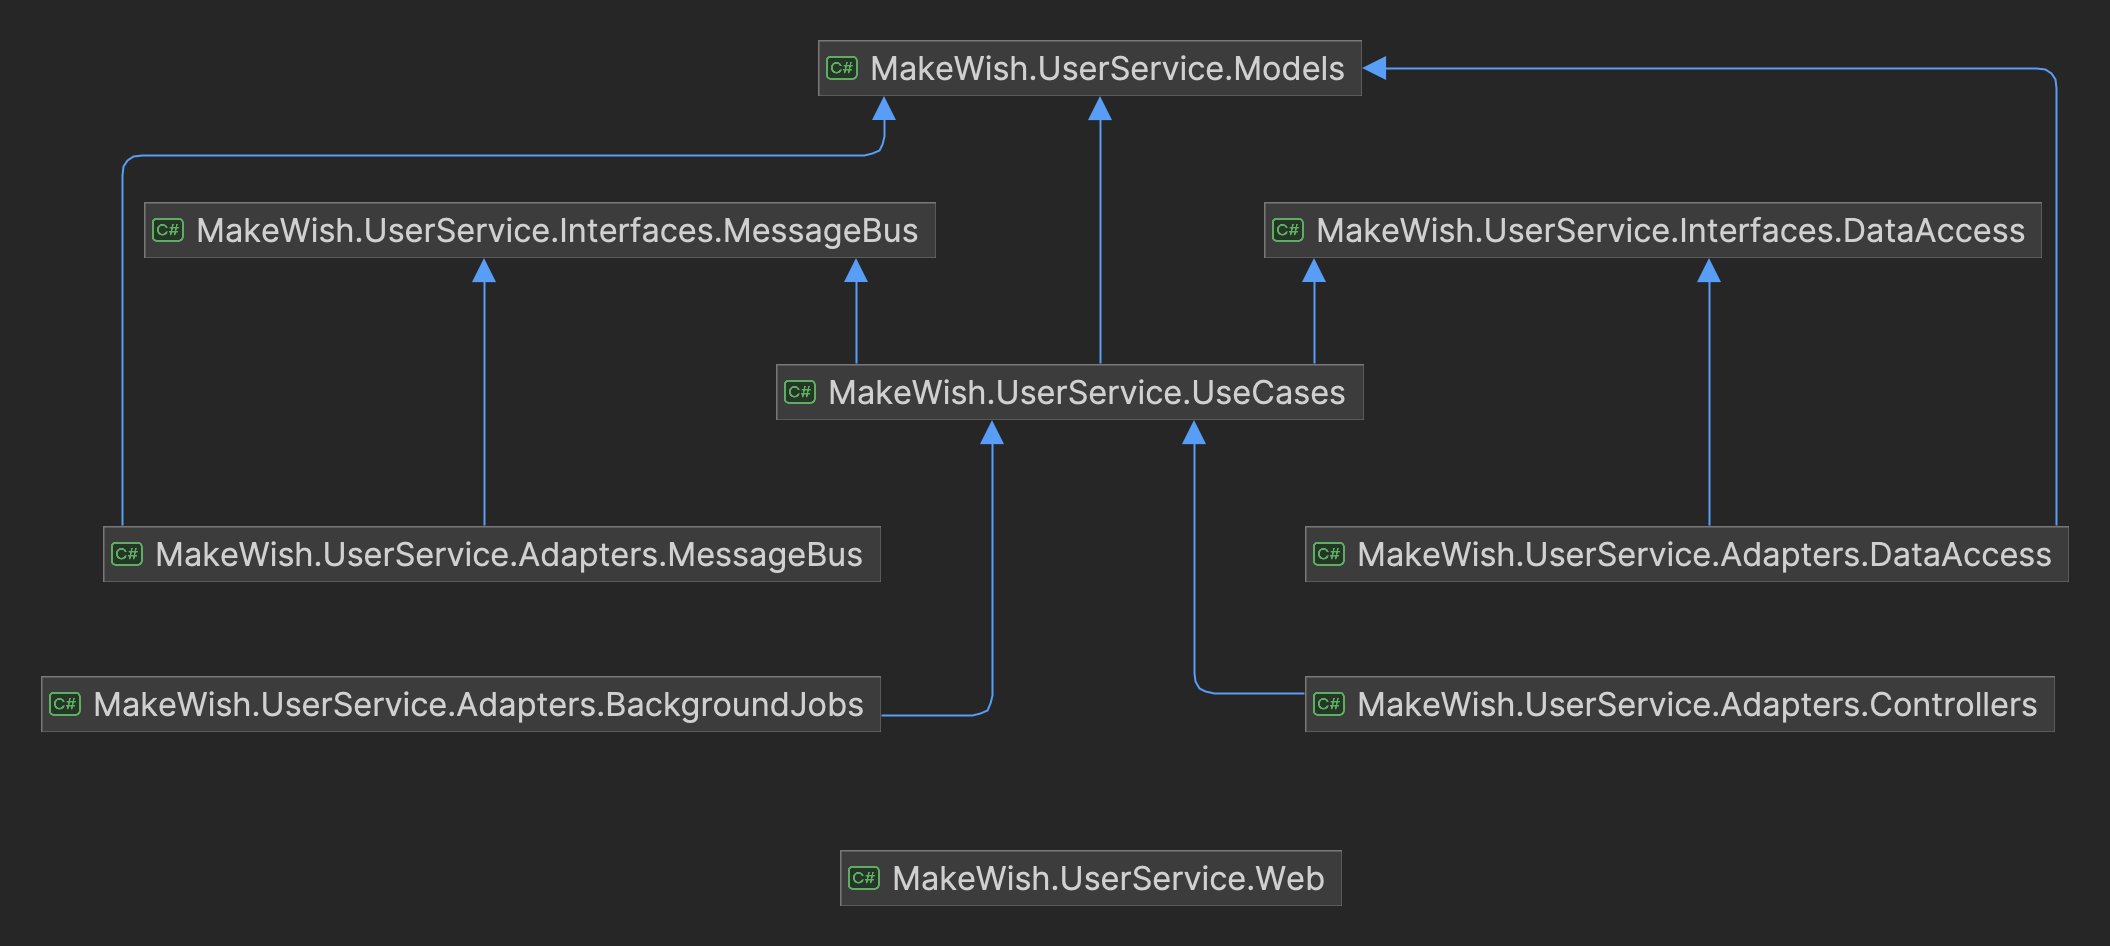 C# MakeWish.UserService.Models
C# MakeWish.UserService.Interfaces.MessageBus
C# MakeWish.UserService.Interfaces.DataAccess
C# MakeWish.UserService.UseCases
C# MakeWish.UserService.Adapters.MessageBus
C# MakeWish.UserService.Adapters.DataAccess
C# MakeWish.UserService.Adapters.BackgroundJobs
C# MakeWish.UserService.Adapters.Controllers
C# MakeWish.UserService.Web